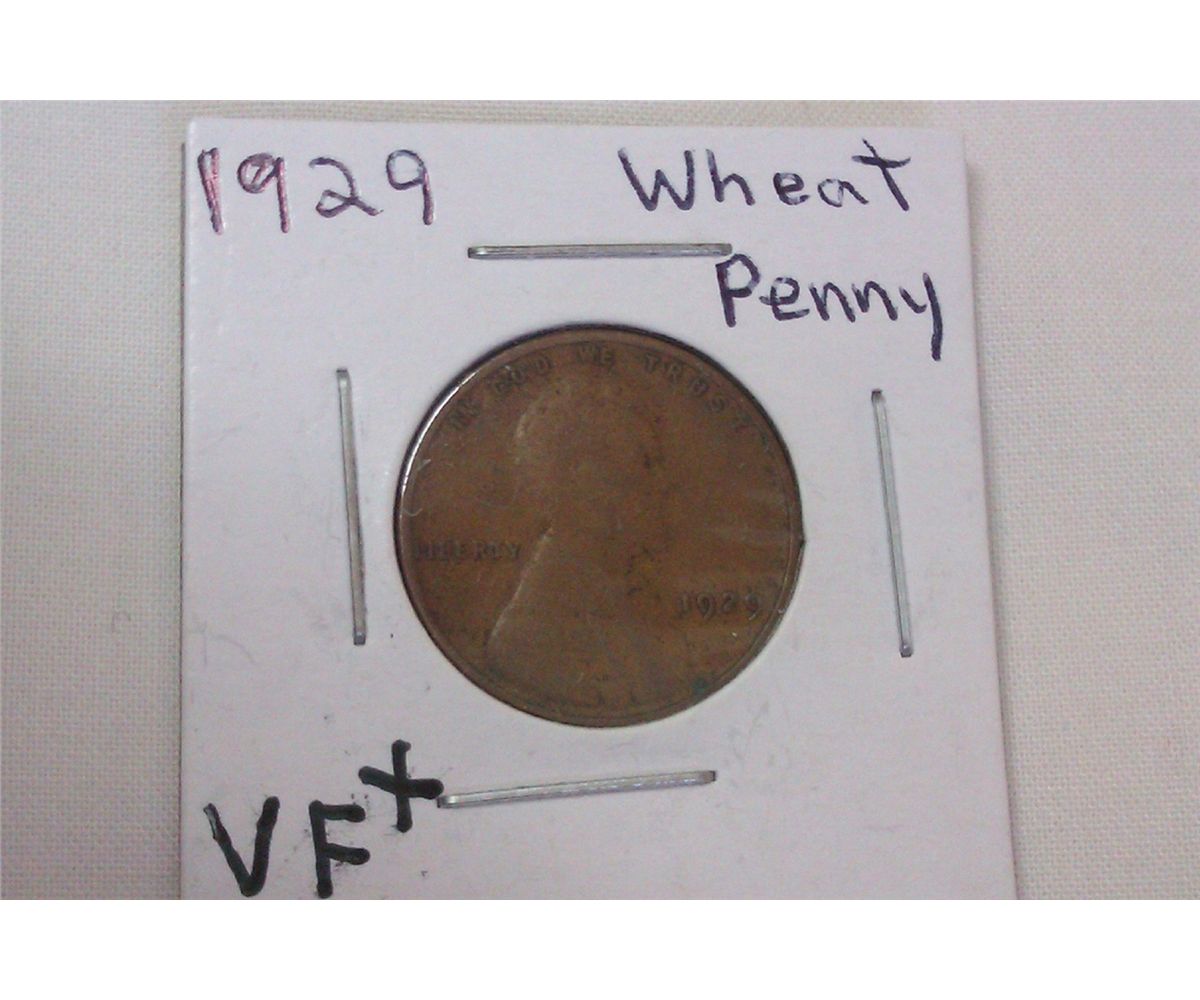 1929 Wheat
Penny
IN GOD WE TRUST
LIBERTY
1929
VF+